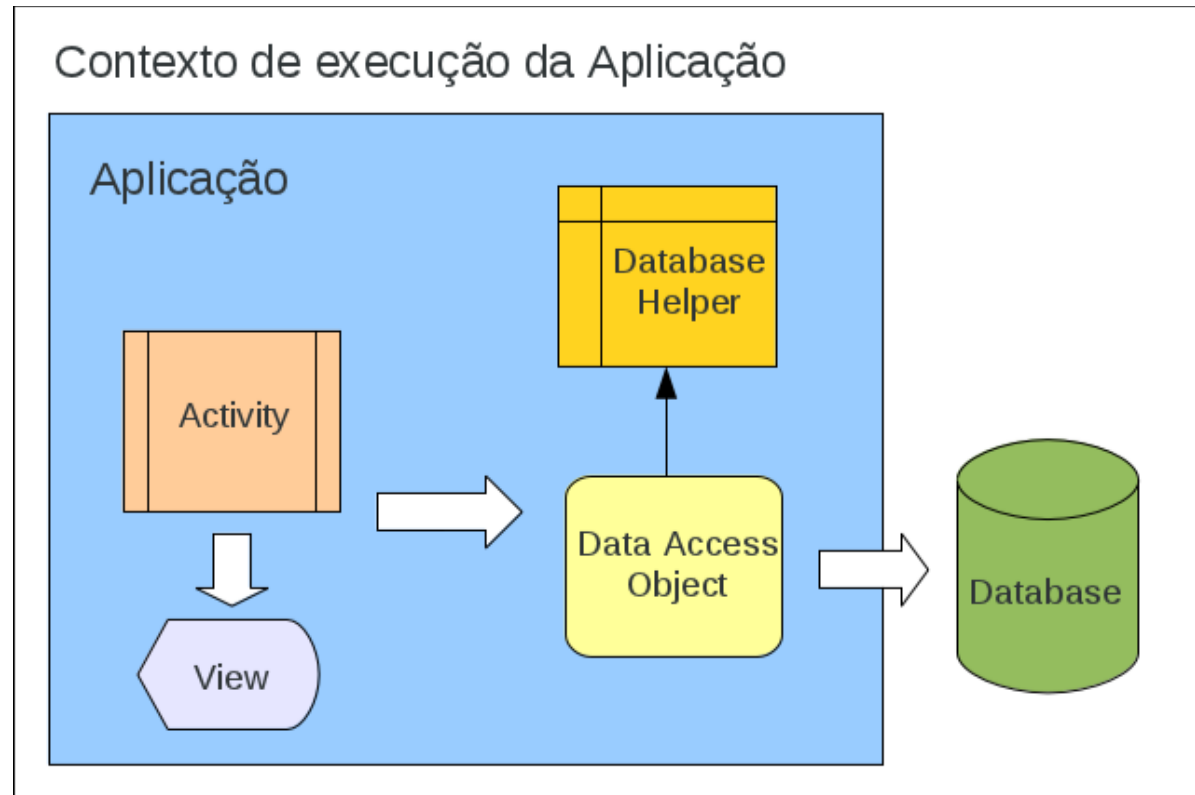 Contexto de execução da Aplicação
Aplicação
Database
Helper
Activity
Data Access
Object
Database
View